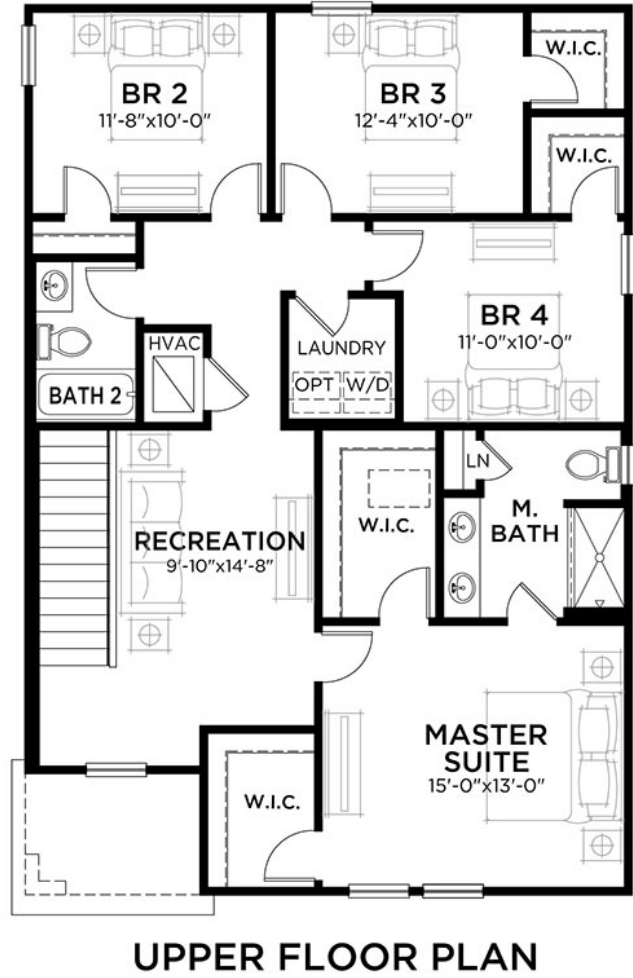 W.I.C.
BR 2
11'-8"x10'-0"
BR 3
12'-4"x10'-0"
W.I.C.
BR 4
11'-0"x10'-0"
HVAC
LAUNDRY
OPT W/D
BATH 2
LN
W.I.C.
M.
BATH
RECREATION
9'-10"x14'-8"
MASTER
SUITE
15'-0"x13'-0"
W.I.C.
UPPER FLOOR PLAN